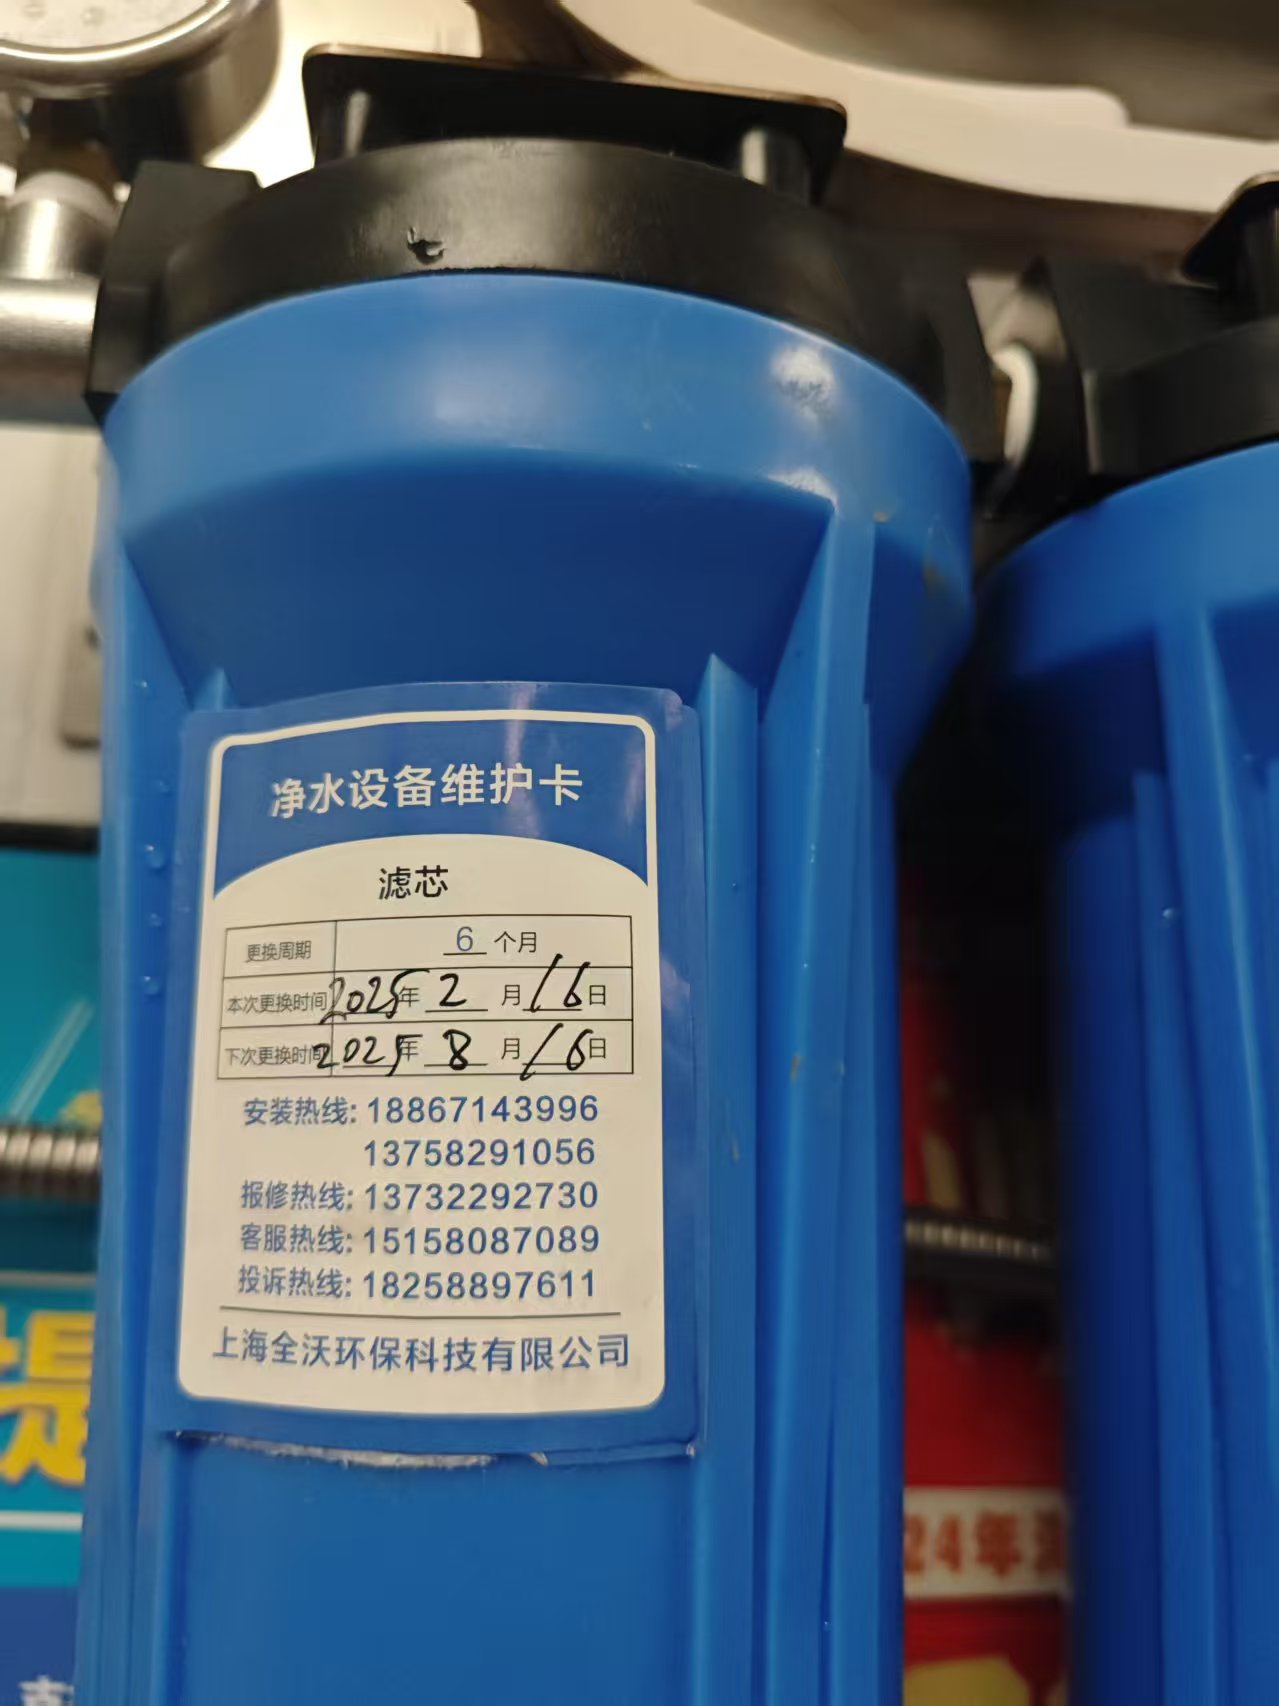 净水设备维护卡
滤芯
更换周期 6 个月
本次更换时间 2025年 2 月 16日
下次更换时间 2025年 8 月 16日
安装热线: 18867143996
13758291056
报修热线: 13732292730
客服热线: 15158087089
投诉热线: 18258897611
上海全沃环保科技有限公司
是
24年